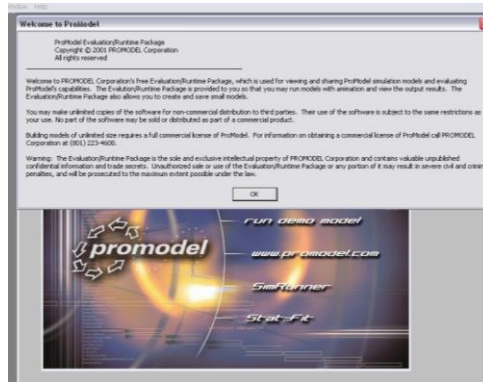 Window Help
Welcome to ProModel
ProModel Evaluation/Runtime Package
Copyright © 2001 PROMODEL Corporation
All rights reserved
Welcome to PROMODEL Corporation's free Evaluation/Runtime Package, which is used for viewing and sharing ProModel simulation models and evaluating
ProModel's capabilities. The Evalution/Runtime Package is provided to you so that you may run models with animation and view the output results. The
Evaluation/Runtime Package also allows you to create and save small models.
You may make unlimited copies of the software for non-commercial distribution to third parties. Their use of the software is subject to the same restrictions as
your use. No part of the software may be sold or distributed as part of a commercial product.
Building models of unlimited size requires a full commercial license of ProModel. For information on obtaining a commercial license of ProModel call PROMODEL
Corporation at (801) 223-4600.
Warning: The Evaluation/Runtime Package is the sole and exclusive intellectual property of PROMODEL Corporation and contains valuable unpublished
confidential information and trade secrets. Unauthorized sale or use of the Evaluation/Runtime Package or any portion of it may result in severe civil and
penalties, and will be prosecuted to the maximum extent possible under the law.
OK
run demo model
promodel
www.promodel.com
SimRunner
Stat::Fit